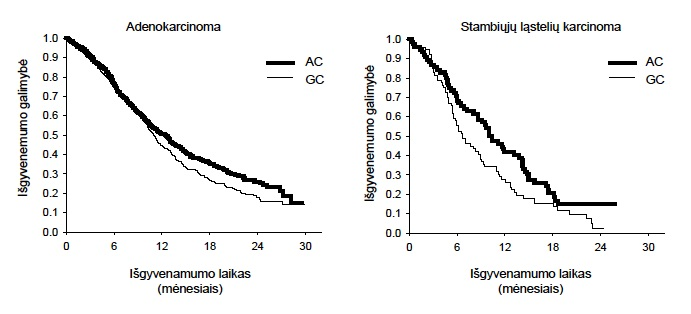 Adenokarcinoma
Išgyvenemumo galimybė
1.0
0.9
0.8
0.7
0.6
0.5
0.4
0.3
0.2
0.1
0.0
0 6 12 18 24 30
AC
GC
Išgyvenamumo laikas
(mėnesiais)
Stambiųjų ląstelių karcinoma
Išgyvenumo galimybė
1.0
0.9
0.8
0.7
0.6
0.5
0.4
0.3
0.2
0.1
0.0
0 6 12 18 24 30
AC
GC
Išgyvenamumo laikas
(mėnesiais)